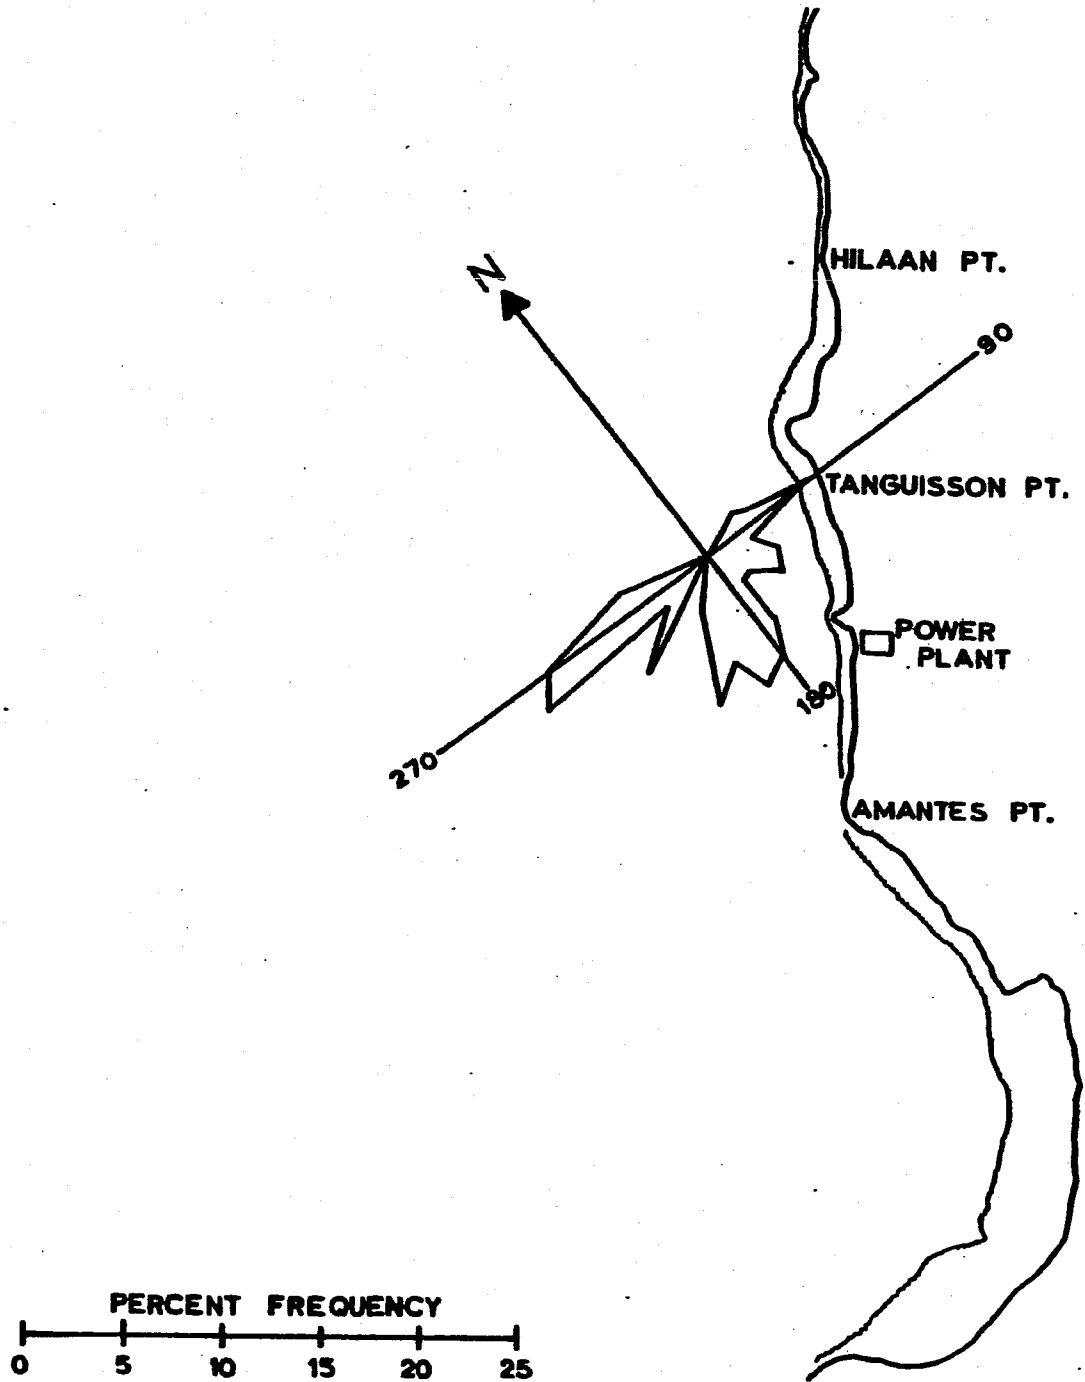 N
HILAAN PT.
90
TANGUISSON PT.
POWER
PLANT
180
270
AMANTES PT.
PERCENT FREQUENCY
0 5 10 15 20 25